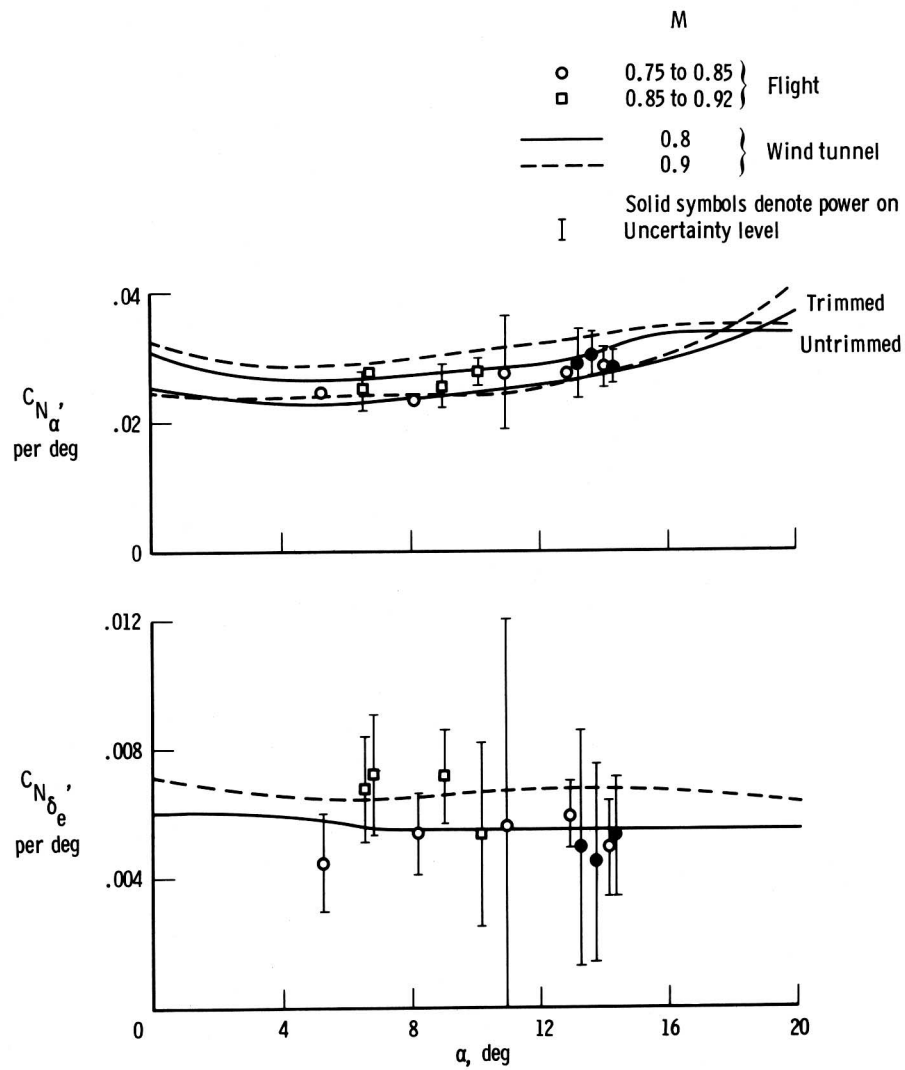 M
0.75 to 0.85 } Flight
0.85 to 0.92
0.8 } Wind tunnel
0.9
Solid symbols denote power on
Uncertainty level
.04
Trimmed
Untrimmed
C_Nα,
per deg
.02
0
.012
.008
C_Nδe,
per deg
.004
0 4 8 12 16 20
α, deg